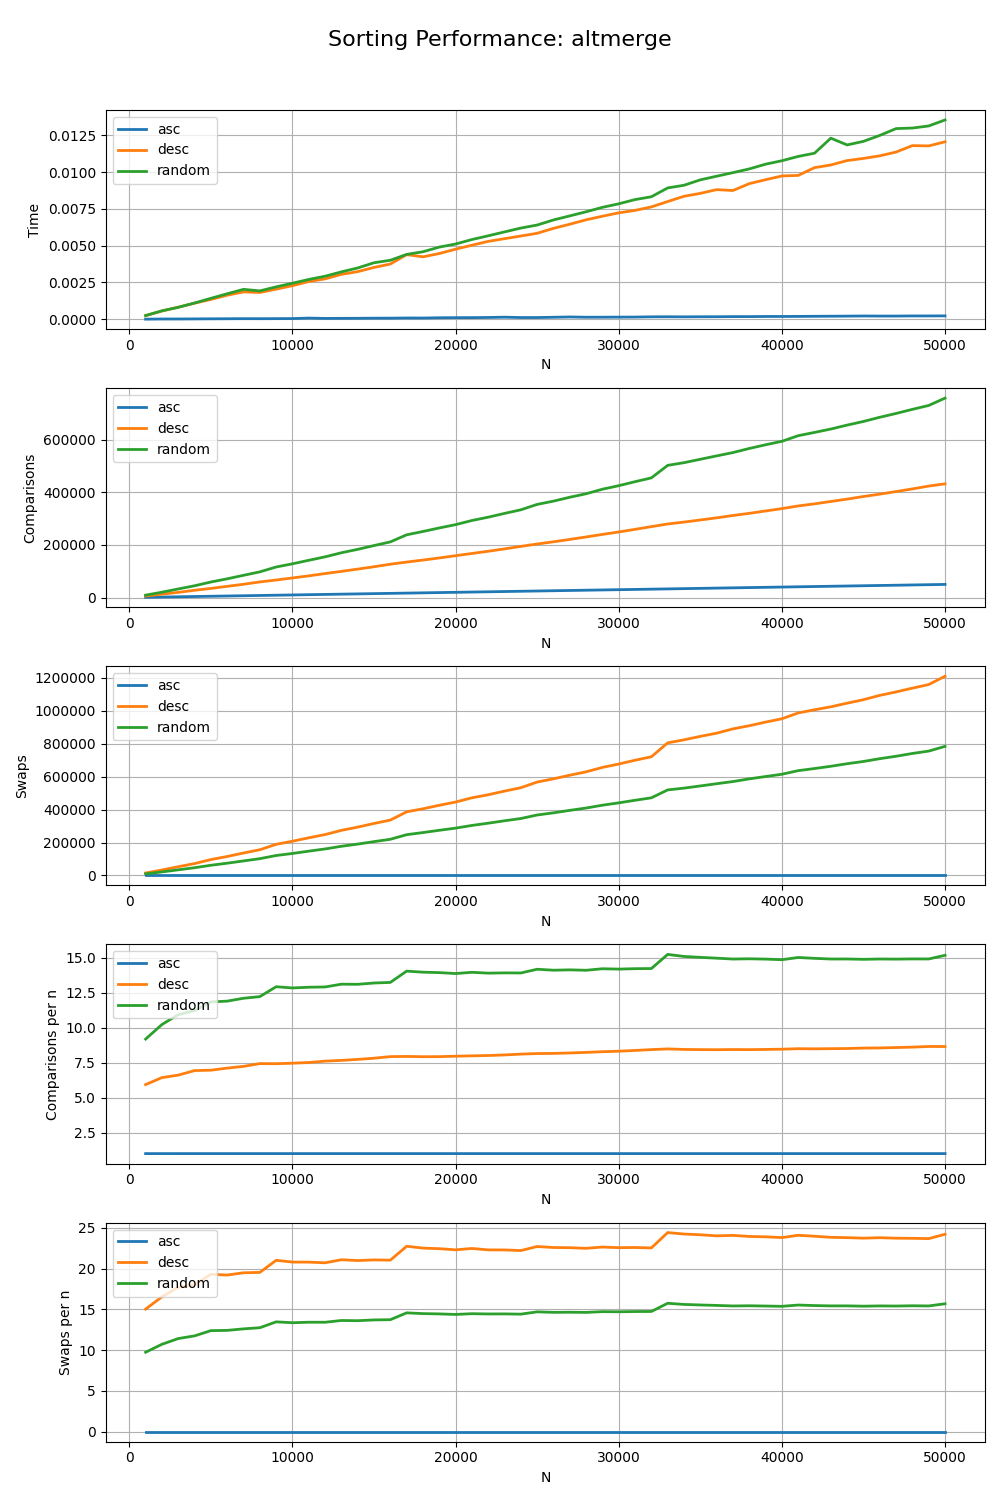 Sorting Performance: altmerge
asc
desc
random
0.0125
0.0100
0.0075
0.0050
0.0025
0.0000
Time
0 10000 20000 30000 40000 50000
N
asc
desc
random
600000
400000
200000
0
Comparisons
0 10000 20000 30000 40000 50000
N
asc
desc
random
1200000
1000000
800000
600000
400000
200000
0
Swaps
0 10000 20000 30000 40000 50000
N
asc
desc
random
15.0
12.5
10.0
7.5
5.0
2.5
Comparisons per n
0 10000 20000 30000 40000 50000
N
asc
desc
random
25
20
15
10
5
0
Swaps per n
0 10000 20000 30000 40000 50000
N